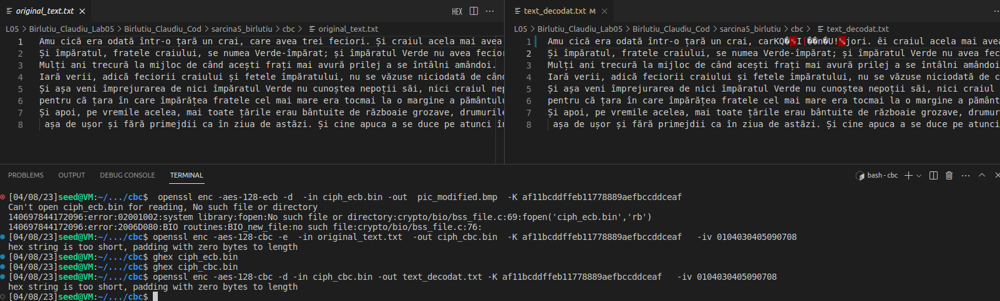 original_text.txt
HEX
L05 > Birlutiu_Claudiu_Lab05 > Birlutiu_Claudiu_Cod > sarcina5_birlutiu > cbc > original_text.txt
1 Amu cică era odată într-o țară un crai, care avea trei feciori. Și craiul acela mai avea
2 Și împăratul, fratele craiului, se numea Verde-împărat; și împăratul Verde nu avea fecior
3 Mulți ani trecură la mijloc de când acești frați mai avură prilej a se întâlni amândoi.
4 Iară verii, adică feciorii craiului și fetele împăratului, nu se văzuse niciodată de când
5 Și așa veni împrejurarea de nici împăratul Verde nu cunoștea nepoții săi, nici craiul nep
6 pentru că țara în care împărățea fratele cel mai mare era tocmai la o margine a pământulu
7 Și apoi, pe vremile acelea, mai toate țările erau bântuite de războaie grozave, drumurile
8 așa de ușor și fără primejdii ca în ziua de astăzi. Și cine apuca a se duce pe atunci în
text_decodat.txt M
L05 > Birlutiu_Claudiu_Lab05 > Birlutiu_Claudiu_Cod > sarcina5_birlutiu > cbc > text_decodat.txt
1 Amu cică era odată într-o țară un crai, carKQ�I[��n�U!jori. êi craiul acela mai avea
2 Și împăratul, fratele craiului, se numea Verde-împărat; și împăratul Verde nu avea fec
3 Mulți ani trecură la mijloc de când acești frați mai avură prilej a se întâlni amândoi
4 Iară verii, adică feciorii craiului și fetele împăratului, nu se văzuse niciodată de c
5 Și așa veni împrejurarea de nici împăratul Verde nu cunoștea nepoții săi, nici craiul
6 pentru că țara în care împărățea fratele cel mai mare era tocmai la o margine a pământ
7 Și apoi, pe vremile acelea, mai toate țările erau bântuite de războaie grozave, drumur
8 așa de ușor și fără primejdii ca în ziua de astăzi. Și cine apuca a se duce pe atunci
PROBLEMS OUTPUT DEBUG CONSOLE TERMINAL
bash - cbc
[04/08/23]seed@VM:~/.../cbc$  openssl enc -aes-128-ecb -d  -in ciph_ecb.bin -out  pic_modified.bmp  -K af11bcddffeb11778889aefbccddceaf
Can't open ciph_ecb.bin for reading, No such file or directory
140697844172096:error:02001002:system library:fopen:No such file or directory:crypto/bio/bss_file.c:69:fopen('ciph_ecb.bin','rb')
140697844172096:error:2006D080:BIO routines:BIO_new_file:no such file:crypto/bio/bss_file.c:76:
[04/08/23]seed@VM:~/.../cbc$ openssl enc -aes-128-cbc -e  -in original_text.txt  -out ciph_cbc.bin  -K af11bcddffeb11778889aefbccddceaf   -iv 0104030405090708
hex string is too short, padding with zero bytes to length
[04/08/23]seed@VM:~/.../cbc$ ghex ciph_ecb.bin
[04/08/23]seed@VM:~/.../cbc$ ghex ciph_cbc.bin
[04/08/23]seed@VM:~/.../cbc$ openssl enc -aes-128-cbc -d -in ciph_cbc.bin -out text_decodat.txt -K af11bcddffeb11778889aefbccddceaf   -iv 0104030405090708
hex string is too short, padding with zero bytes to length
[04/08/23]seed@VM:~/.../cbc$